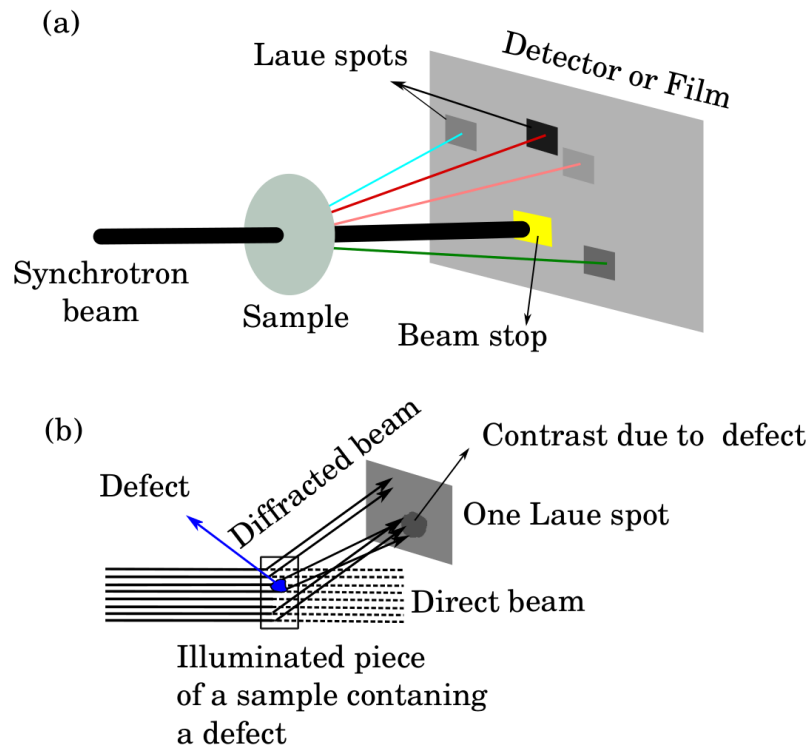 (a)
Laue spots
Detector or Film
Synchrotron
beam
Sample
Beam stop
(b)
Defect
Diffracted beam
Contrast due to defect
One Laue spot
Direct beam
Illuminated piece
of a sample contaning
a defect